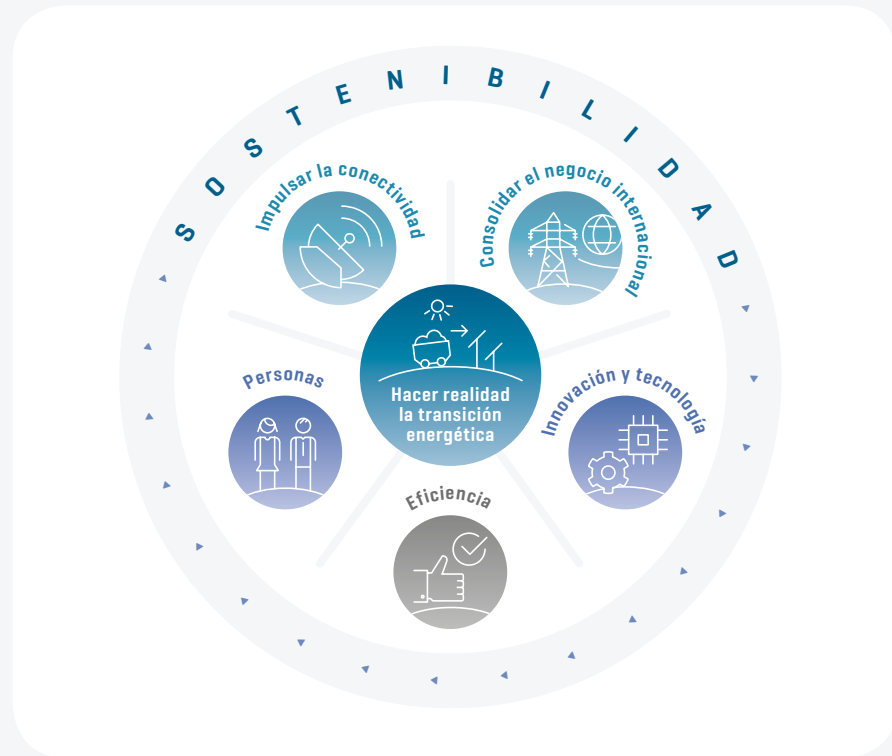 SOSTENIBILIDAD
Impulsar la conectividad
Consolidar el negocio internacional
Hacer realidad
la transición
energética
Personas
Innovación y tecnología
Eficiencia